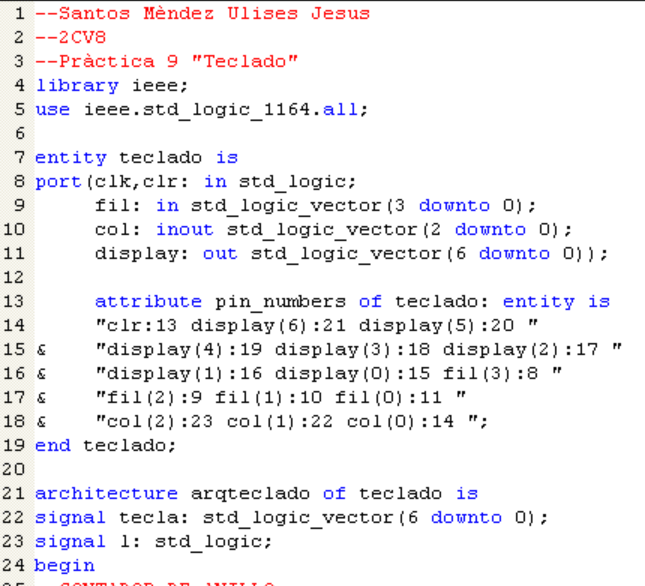 1 --Santos Mèndez Ulises Jesus
2 --2CV8
3 --Pràctica 9 "Teclado"
4 library ieee;
5 use ieee.std_logic_1164.all;
6
7 entity teclado is
8 port(clk,clr: in std_logic;
9 fil: in std_logic_vector(3 downto 0);
10 col: inout std_logic_vector(2 downto 0);
11 display: out std_logic_vector(6 downto 0));
12
13 attribute pin_numbers of teclado: entity is
14 "clr:13 display(6):21 display(5):20 "
15 & "display(4):19 display(3):18 display(2):17 "
16 & "display(1):16 display(0):15 fil(3):8 "
17 & "fil(2):9 fil(1):10 fil(0):11 "
18 & "col(2):23 col(1):22 col(0):14 ";
19 end teclado;
20
21 architecture arqteclado of teclado is
22 signal tecla: std_logic_vector(6 downto 0);
23 signal l: std_logic;
24 begin